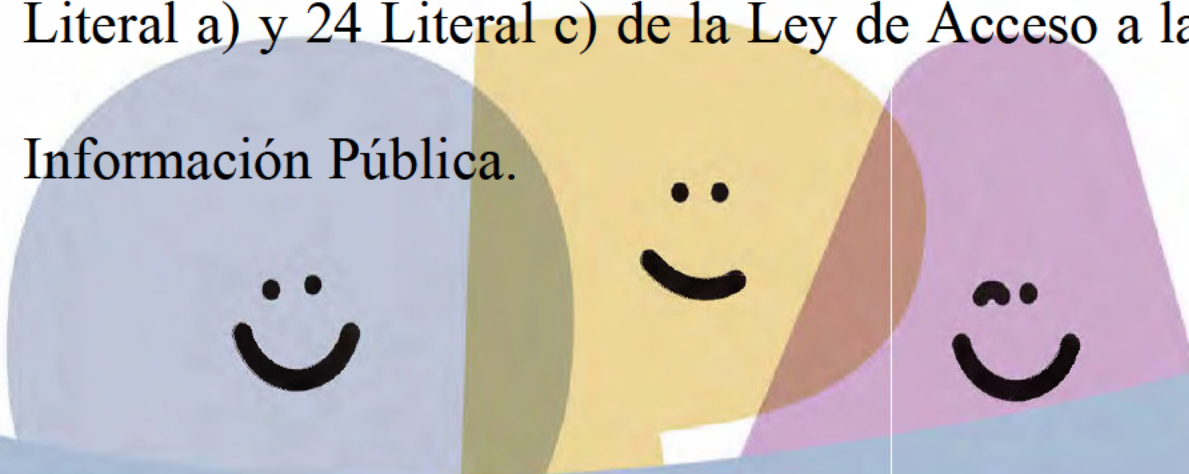 Literal a) y 24 Literal c) de la Ley de Acceso a la
Información Pública.